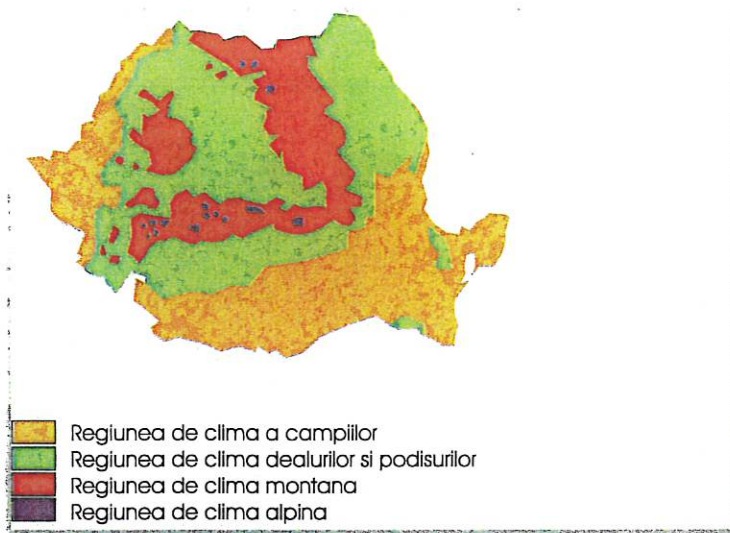 Regiunea de clima a campiilor
Regiunea de clima dealurilor si podisurilor
Regiunea de clima montana
Regiunea de clima alpina